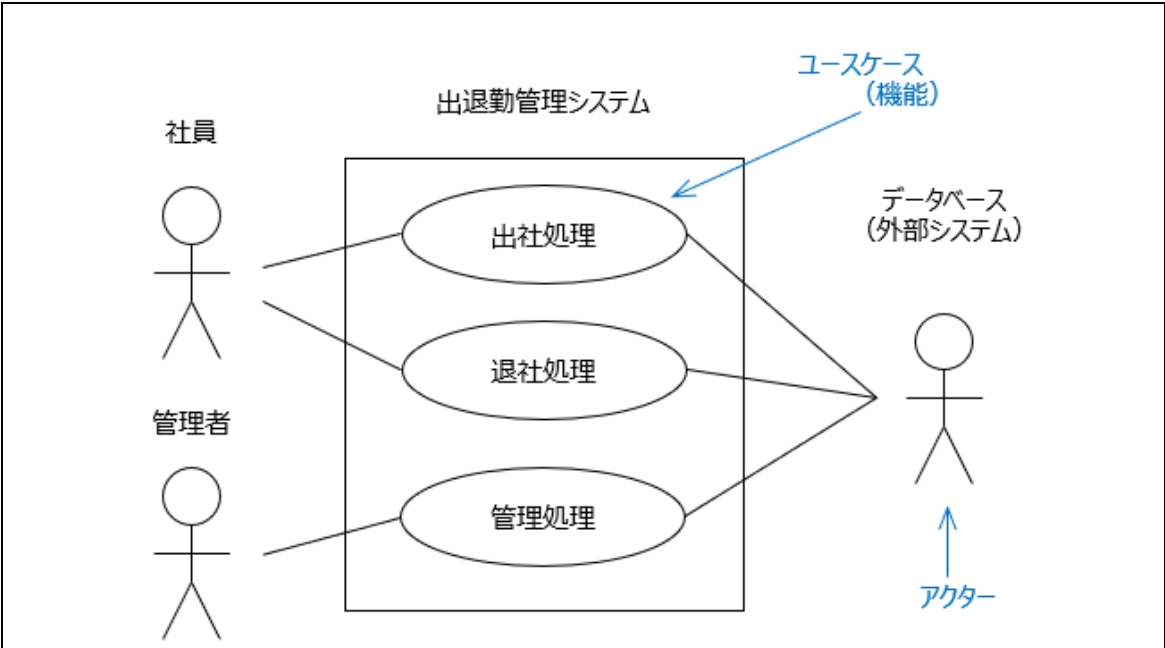 ユースケース
（機能）
出退勤管理システム
社員
データベース
（外部システム）
出社処理
退社処理
管理者
管理処理
アクター